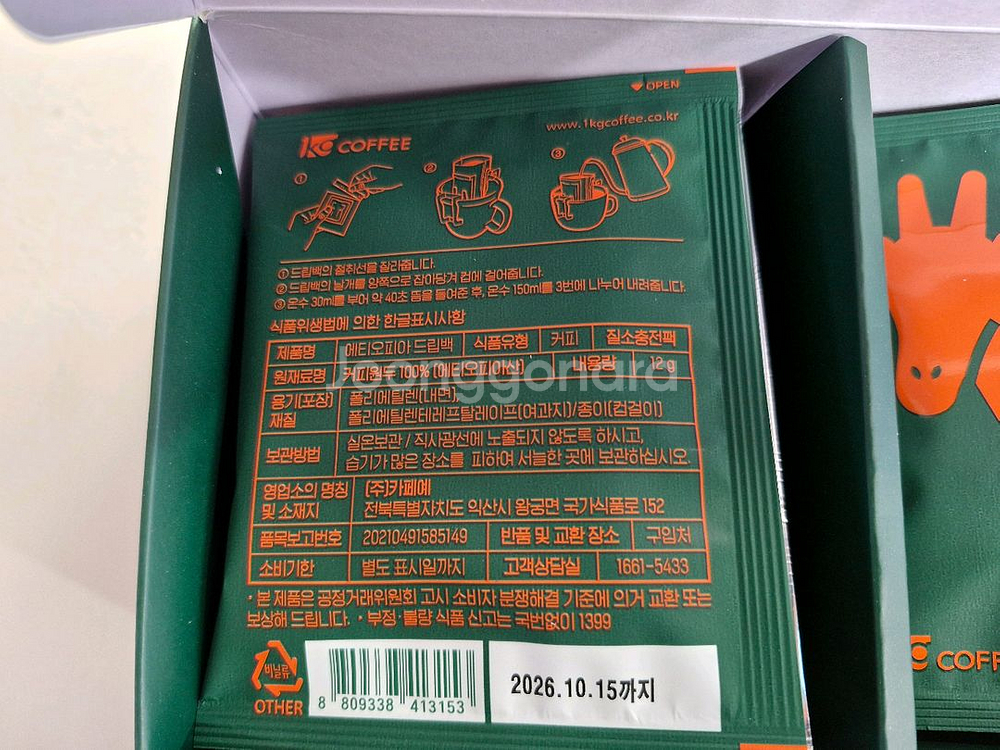 OPEN
1KG COFFEE
www.1kgcoffee.co.kr
① ② ③
① 드립백의 절취선을 잘라줍니다.
② 드립백의 날개를 양쪽으로 잡아당겨 컵에 걸어줍니다.
③ 온수 30ml를 부어 약 40초 뜸을 들여준 후, 온수 150ml를 3번에 나누어 내려줍니다.
식품위생법에 의한 한글표시사항
제품명 에티오피아 드립백 식품유형 커피 질소충전팩
원재료명 커피원두 100% (에티오피아산) 내용량 12g
용기(포장) 재질 폴리에틸렌(내면),
폴리에틸렌테레프탈레이트(여과지)/종이(컵걸이)
보관방법 실온보관 / 직사광선에 노출되지 않도록 하시고,
습기가 많은 장소를 피하여 서늘한 곳에 보관하십시오.
영업소의 명칭 및 소재지 (주)카페예
전북특별자치도 익산시 왕궁면 국가식품로 152
품목보고번호 20210491585149 반품 및 교환 장소 구입처
소비기한 별도 표시일까지 고객상담실 1661-5433
· 본 제품은 공정거래위원회 고시 소비자 분쟁해결 기준에 의거 교환 또는
보상해 드립니다. · 부정·불량 식품 신고는 국번없이 1399
비닐류
OTHER
8 809338 413153
2026.10.15까지
Joonggonara